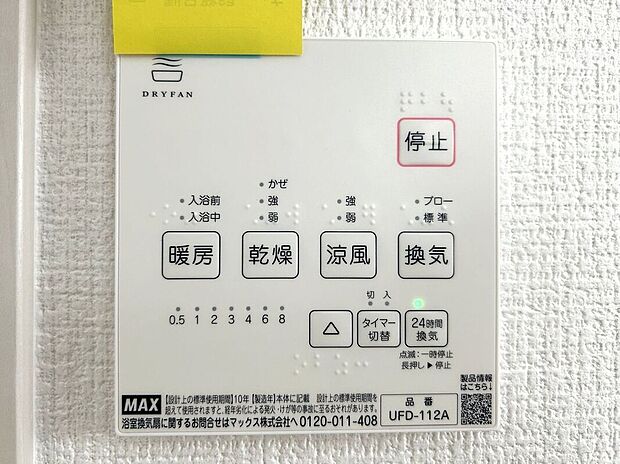 DRYFAN
停止
かぜ
入浴前 強 強 ブロー
入浴中 弱 弱 標準
暖房 乾燥 涼風 換気
切 入
0.5 1 2 3 4 6 8
△ タイマー切替 24時間換気
点滅:一時停止
長押し▶停止
製品情報
はこちら↓
MAX
【設計上の標準使用期間】10年【製造年】本体に記載 設計上の標準使用期間を
超えて使用されますと、経年劣化による発火・けが等の事故に至るおそれがあります。
浴室換気扇に関するお問合せはマックス株式会社へ 0120-011-408
品番
UFD-112A